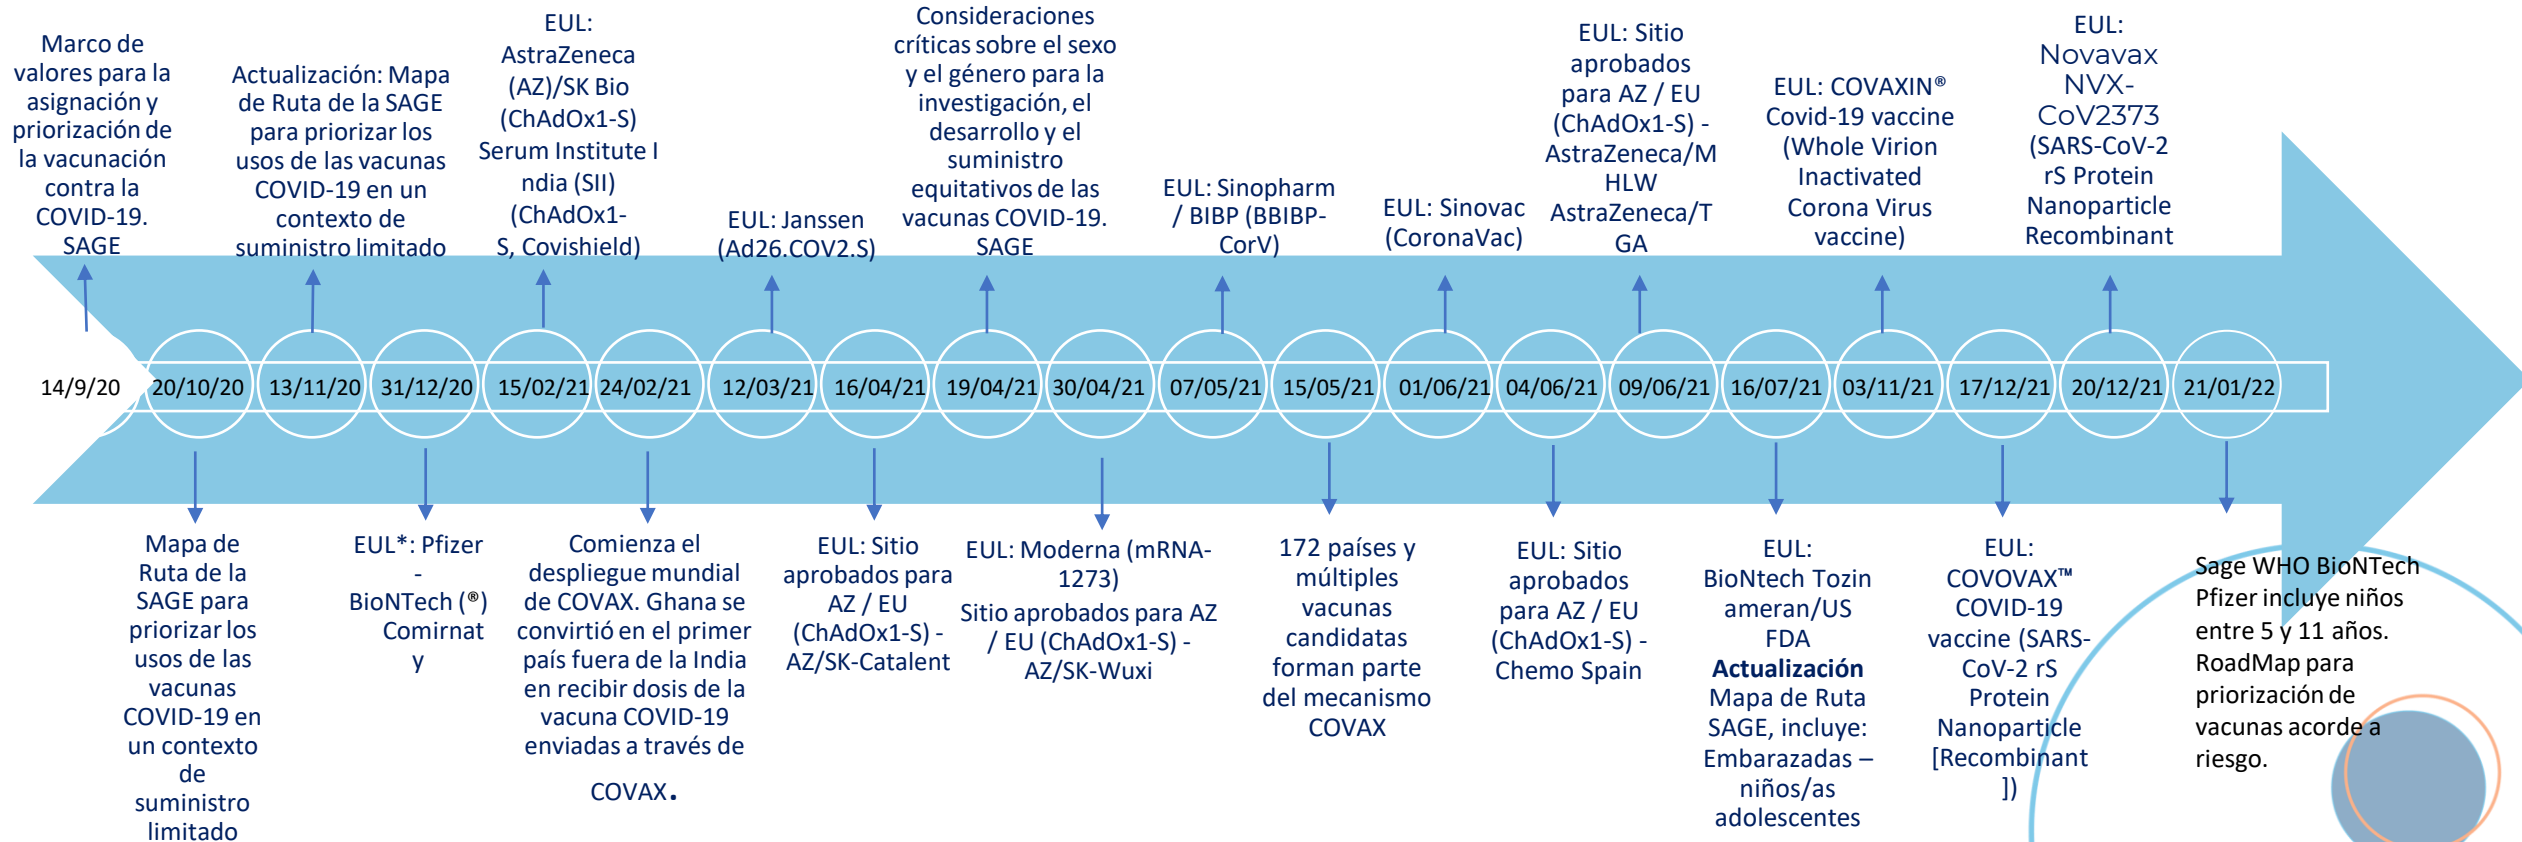 Marco de
valores para la
asignación y
priorización de
la vacunación
contra la
COVID-19.
SAGE
Actualización: Mapa
de Ruta de la SAGE
para priorizar los
usos de las vacunas
COVID-19 en un
contexto de
suministro limitado
EUL:
AstraZeneca
(AZ)/SK Bio
(ChAdOx1-S)
Serum Institute I
ndia (SII)
(ChAdOx1-
S, Covishield)
EUL: Janssen
(Ad26.COV2.S)
Consideraciones
críticas sobre el sexo
y el género para la
investigación, el
desarrollo y el
suministro
equitativos de las
vacunas COVID-19.
SAGE
EUL: Sinopharm
/ BIBP (BBIBP-
CorV)
EUL: Sinovac
(CoronaVac)
EUL: Sitio
aprobados
para AZ / EU
(ChAdOx1-S) -
AstraZeneca/M
HLW
AstraZeneca/T
GA
EUL: COVAXIN®
Covid-19 vaccine
(Whole Virion
Inactivated
Corona Virus
vaccine)
EUL:
Novavax
NVX-
CoV2373
(SARS-CoV-2
rS Protein
Nanoparticle
Recombinant
14/9/20 20/10/20 13/11/20 31/12/20 15/02/21 24/02/21 12/03/21 16/04/21 19/04/21 30/04/21 07/05/21 15/05/21 01/06/21 04/06/21 09/06/21 16/07/21 03/11/21 17/12/21 20/12/21 21/01/22
Mapa de
Ruta de la
SAGE para
priorizar los
usos de las
vacunas
COVID-19 en
un contexto
de
suministro
limitado
EUL*: Pfizer
-
BioNTech (®)
Comirnat
y
Comienza el
despliegue mundial
de COVAX. Ghana se
convirtió en el primer
país fuera de la India
en recibir dosis de la
vacuna COVID-19
enviadas a través de
COVAX.
EUL: Sitio
aprobados para
AZ / EU
(ChAdOx1-S) -
AZ/SK-Catalent
EUL: Moderna (mRNA-
1273)
Sitio aprobados para AZ
/ EU (ChAdOx1-S) -
AZ/SK-Wuxi
172 países y
múltiples
vacunas
candidatas
forman parte
del mecanismo
COVAX
EUL: Sitio
aprobados
para AZ / EU
(ChAdOx1-S) -
Chemo Spain
EUL:
BioNtech Tozin
ameran/US
FDA
Actualización
Mapa de Ruta
SAGE, incluye:
Embarazadas –
niños/as
adolescentes
EUL:
COVOVAX™
COVID-19
vaccine (SARS-
CoV-2 rS
Protein
Nanoparticle
[Recombinant
])
Sage WHO BioNTech
Pfizer incluye niños
entre 5 y 11 años.
RoadMap para
priorización de
vacunas acorde a
riesgo.